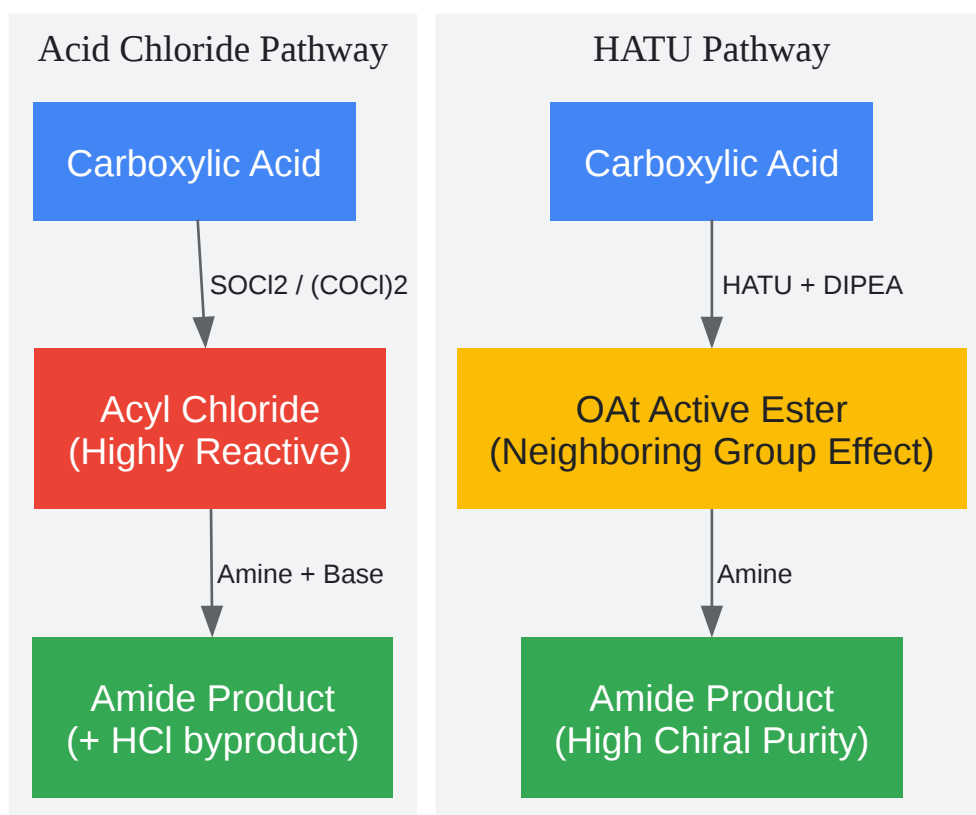 Acid Chloride Pathway
Carboxylic Acid
SOCl2 / (COCl)2
Acyl Chloride
(Highly Reactive)
Amine + Base
Amide Product
(+ HCl byproduct)
HATU Pathway
Carboxylic Acid
HATU + DIPEA
OAt Active Ester
(Neighboring Group Effect)
Amine
Amide Product
(High Chiral Purity)